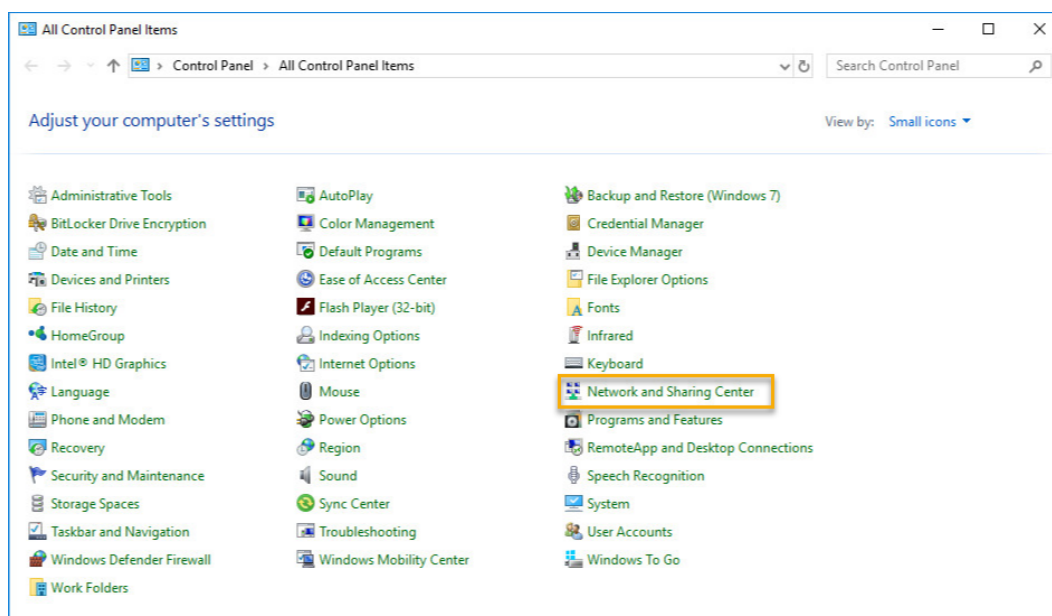 All Control Panel Items
Control Panel > All Control Panel Items
Search Control Panel
Adjust your computer's settings
View by: Small icons
Administrative Tools
AutoPlay
Backup and Restore (Windows 7)
BitLocker Drive Encryption
Color Management
Credential Manager
Date and Time
Default Programs
Device Manager
Devices and Printers
Ease of Access Center
File Explorer Options
File History
Flash Player (32-bit)
Fonts
HomeGroup
Indexing Options
Infrared
Intel® HD Graphics
Internet Options
Keyboard
Language
Mouse
Network and Sharing Center
Phone and Modem
Power Options
Programs and Features
Recovery
Region
RemoteApp and Desktop Connections
Security and Maintenance
Sound
Speech Recognition
Storage Spaces
Sync Center
System
Taskbar and Navigation
Troubleshooting
User Accounts
Windows Defender Firewall
Windows Mobility Center
Windows To Go
Work Folders